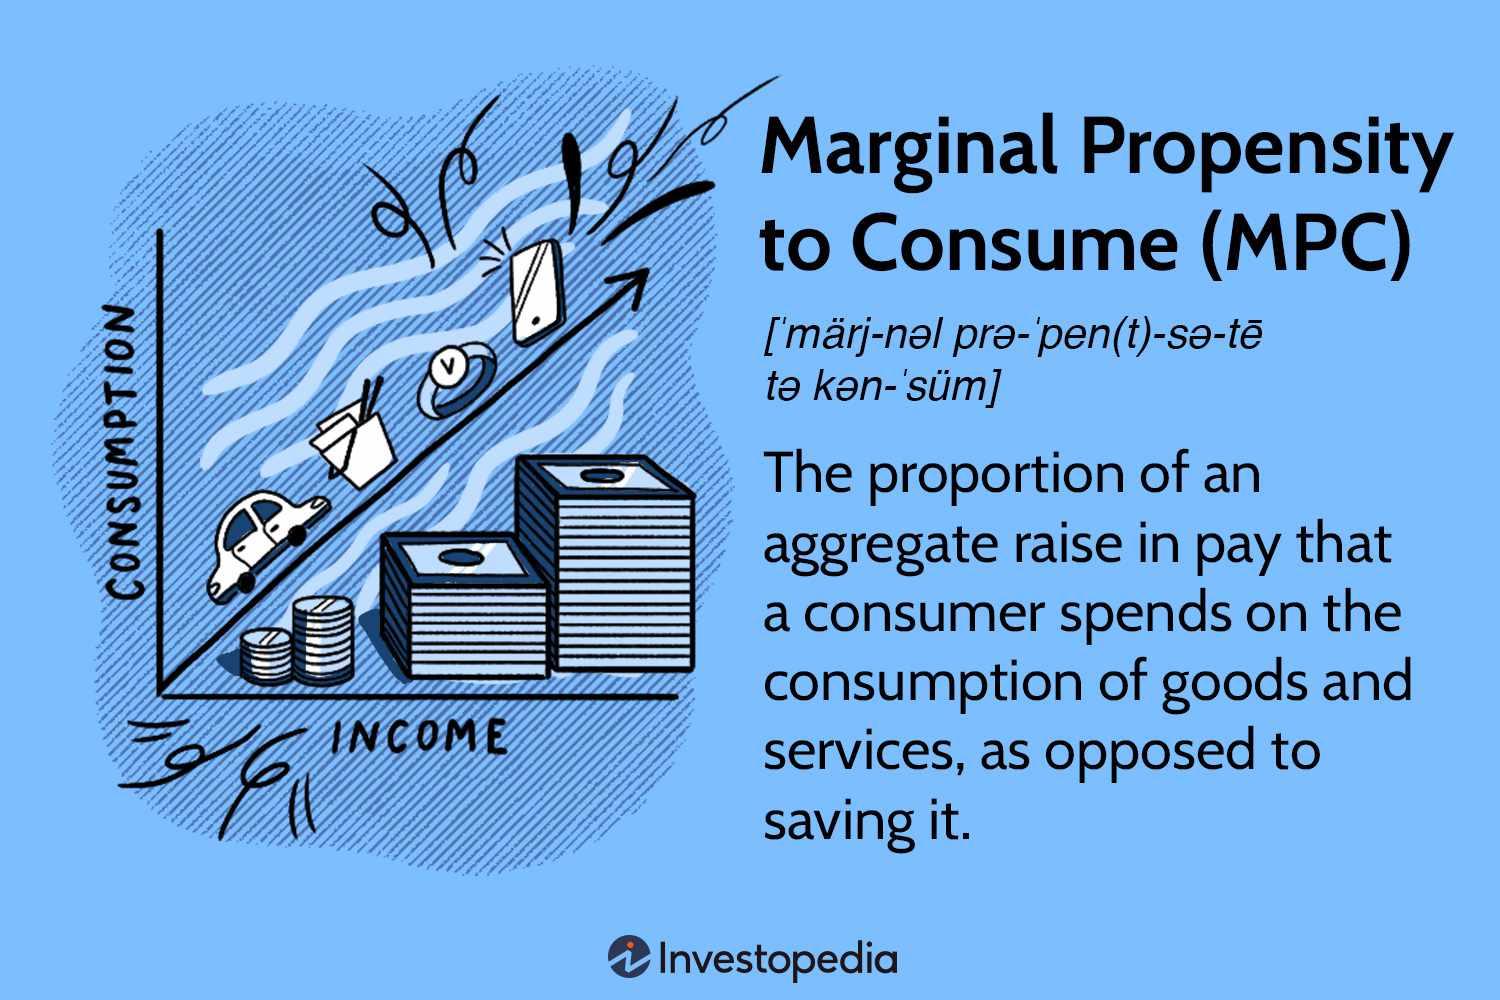 Marginal Propensity
to Consume (MPC)
[ˈmärj-nəl prə-ˈpen(t)-sə-tē
tə kən-ˈsüm]
The proportion of an
aggregate raise in pay that
a consumer spends on the
consumption of goods and
services, as opposed to
saving it.
CONSUMPTION
INCOME
Investopedia